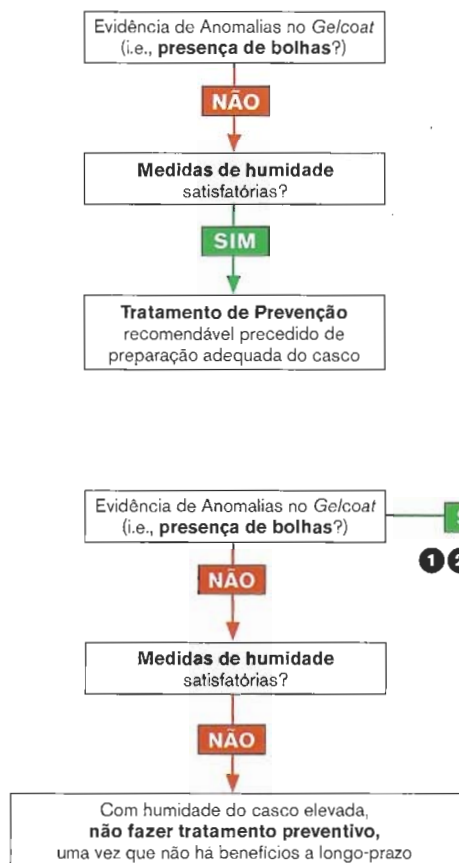 Evidência de Anomalias no Gelcoat
(i.e., presença de bolhas?)
NÃO
Medidas de humidade
satisfatórias?
SIM
Tratamento de Prevenção
recomendável precedido de
preparação adequada do casco
Evidência de Anomalias no Gelcoat
(i.e., presença de bolhas?)
NÃO
1
Medidas de humidade
satisfatórias?
NÃO
Com humidade do casco elevada,
não fazer tratamento preventivo,
uma vez que não há benefícios a longo-prazo